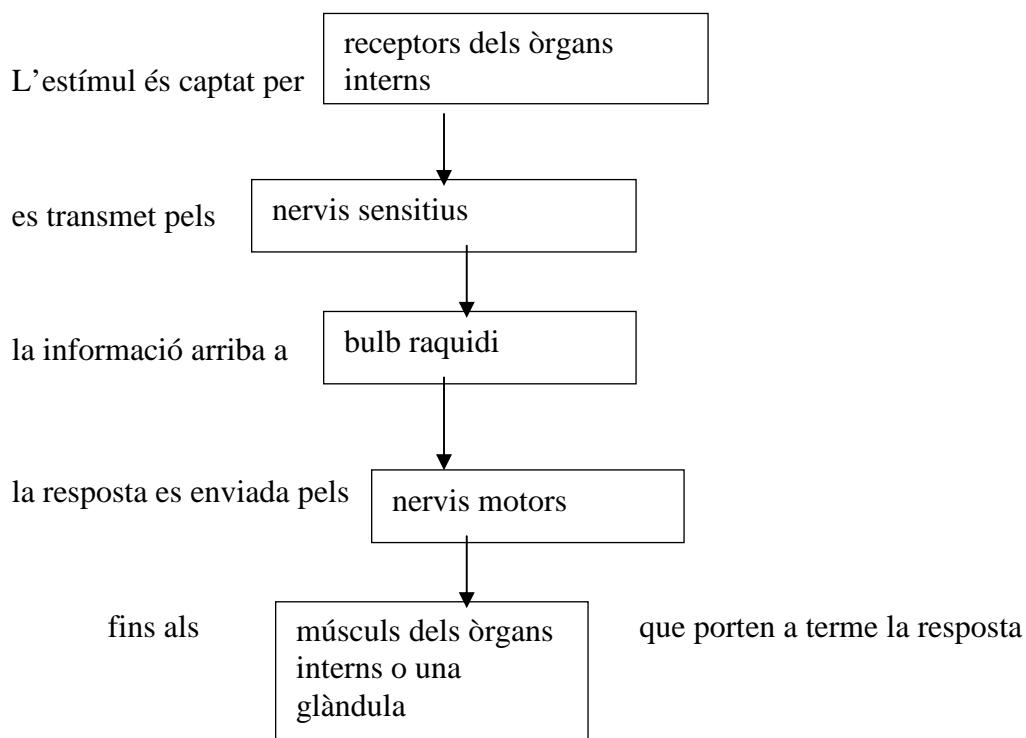 receptors dels òrgans
L'estímul és captat per
interns
nervis sensitius
es transmet pels
bulb raquidi
la informació arriba a
la resposta es enviada pels
nervis motors
fins als
músculs dels òrgans
que porten a terme la resposta
interns o una
glàndula